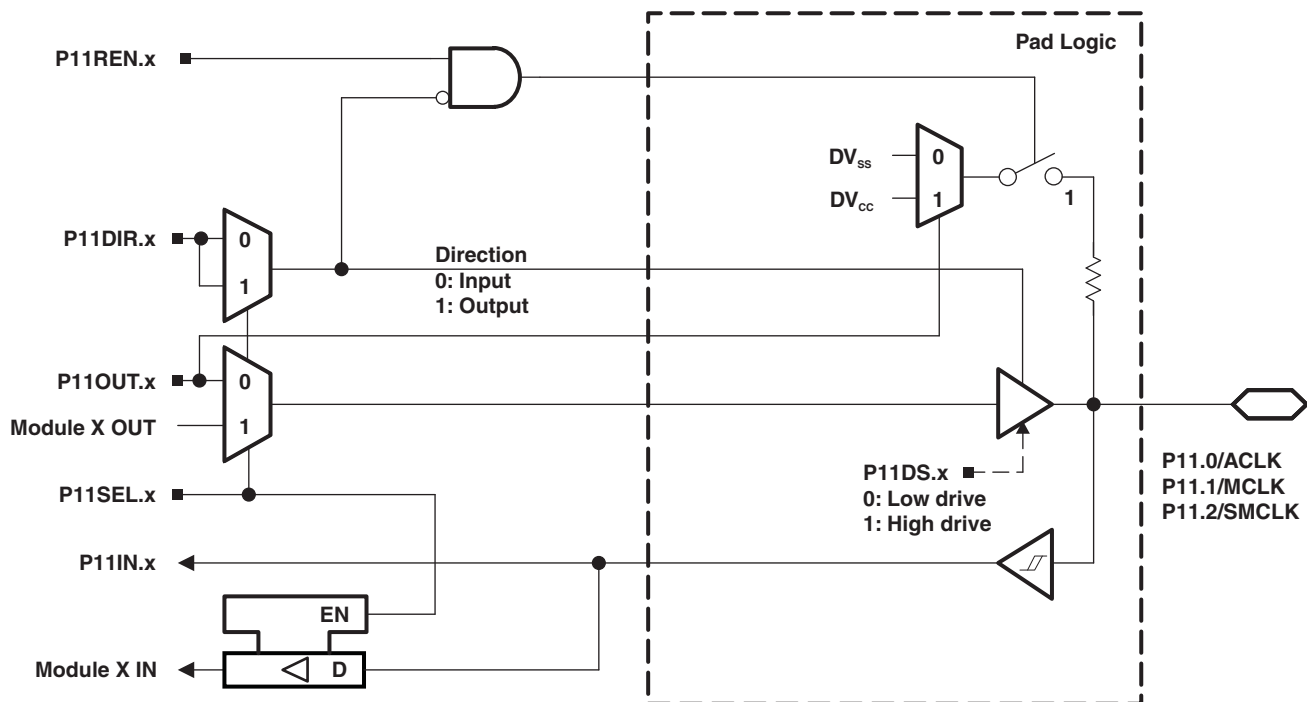 Pad Logic
P11REN.x
DVSS
0
DVCC
1
1
P11DIR.x
0
1
Direction
0: Input
1: Output
P11OUT.x
0
Module X OUT
1
P11DS.x
0: Low drive
1: High drive
P11.0/ACLK
P11.1/MCLK
P11.2/SMCLK
P11SEL.x
P11IN.x
EN
Module X IN
D